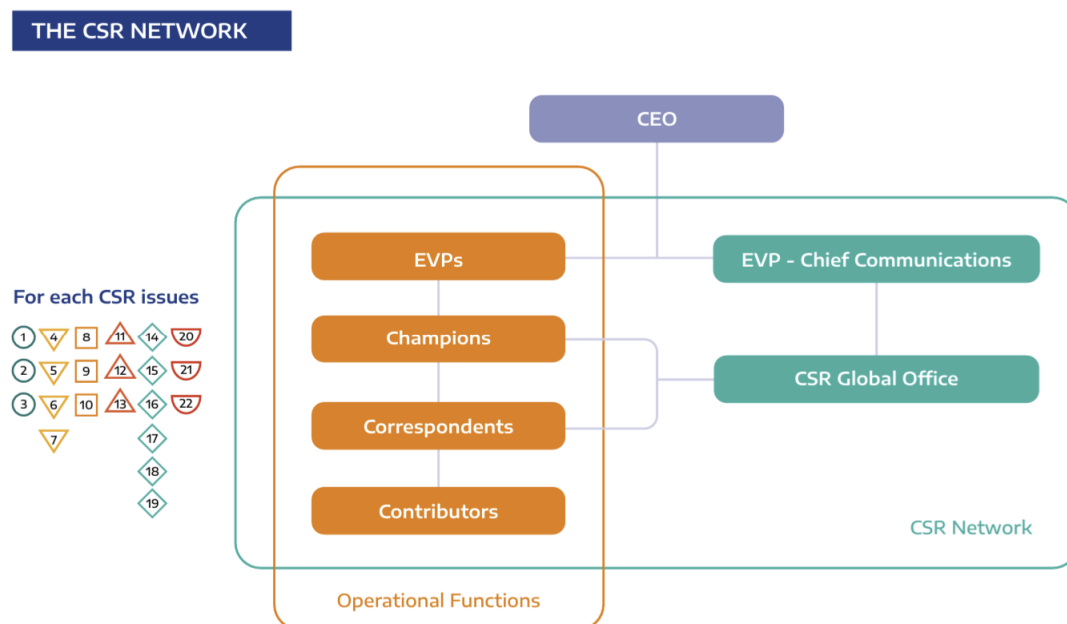 THE CSR NETWORK
CEO
EVPs
EVP - Chief Communications
For each CSR issues
1 4 8 11 14 20
Champions
2 5 9 12 15 21
CSR Global Office
3 6 10 13 16 22
Correspondents
7 17
18
19
Contributors
CSR Network
Operational Functions